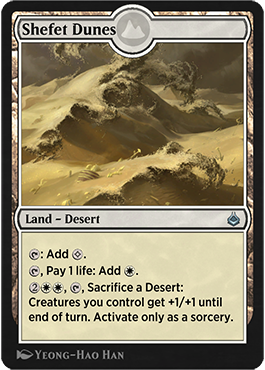 Shefet Dunes
Land – Desert
: Add .
, Pay 1 life: Add .
2, , Sacrifice a Desert:
Creatures you control get +1/+1 until
end of turn. Activate only as a sorcery.
Yeong-Hao Han